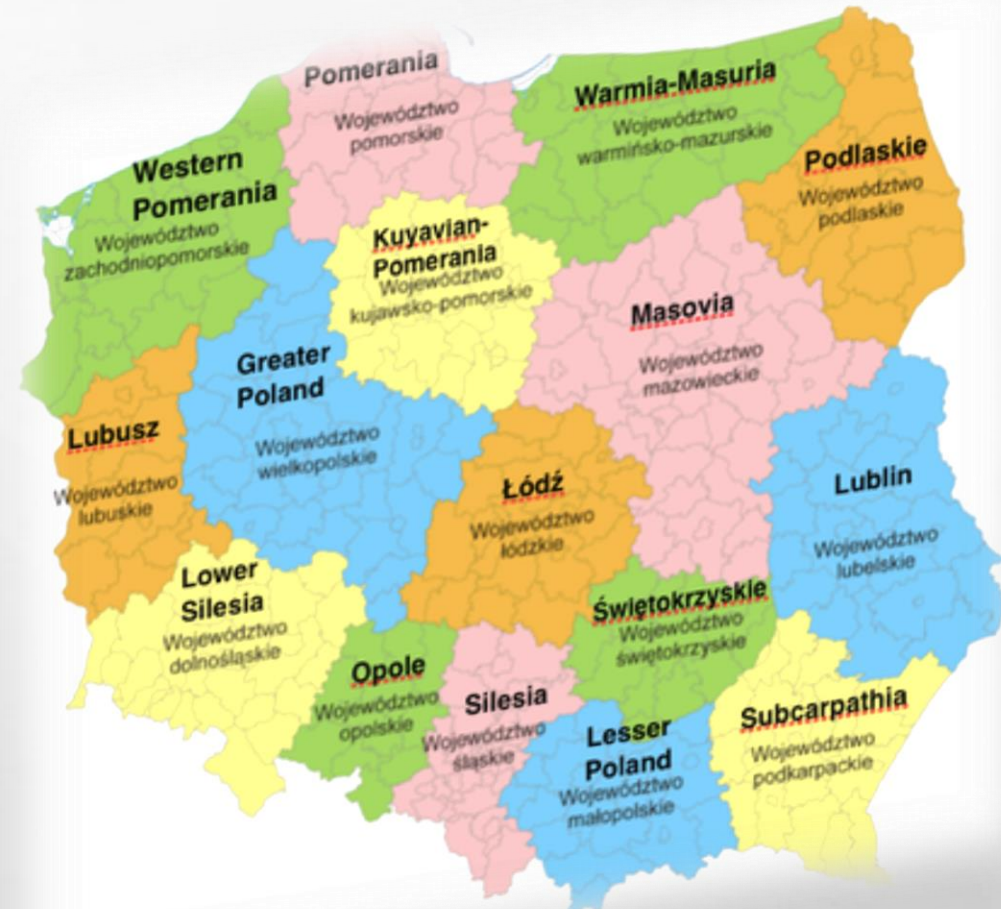 Pomerania
Województwo
pomorskie
Warmia-Masuria
Województwo
warmińsko-mazurskie
Podlaskie
Województwo
podlaskie
Western
Pomerania
Województwo
zachodniopomorskie
Kuyavian-
Pomerania
Województwo
kujawsko-pomorskie
Masovia
Województwo
mazowieckie
Greater
Poland
Województwo
wielkopolskie
Lubusz
Województwo
lubuskie
Łódź
Województwo
łódzkie
Lublin
Województwo
lubelskie
Lower
Silesia
Województwo
dolnośląskie
Świętokrzyskie
Województwo
świętokrzyskie
Opole
Województwo
opolskie
Silesia
Województwo
śląskie
Lesser
Poland
Województwo
małopolskie
Subcarpathia
Województwo
podkarpackie